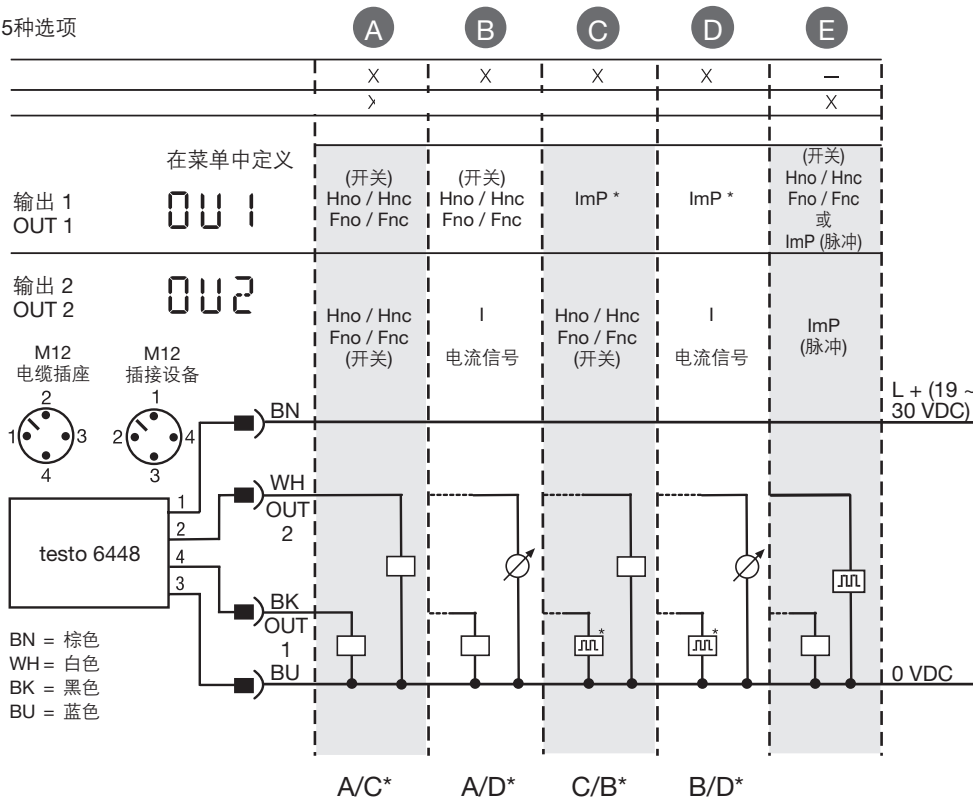 5种选项
A B C D E
X X X X —
X X
在菜单中定义
输出 1
OUT 1
OU1
(开关)
Hno / Hnc
Fno / Fnc
(开关)
Hno / Hnc
Fno / Fnc
ImP *
ImP *
(开关)
Hno / Hnc
Fno / Fnc
或
ImP (脉冲)
输出 2
OUT 2
OU2
Hno / Hnc
Fno / Fnc
(开关)
I
电流信号
Hno / Hnc
Fno / Fnc
(开关)
I
电流信号
ImP
(脉冲)
M12
电缆插座
2
1 3
4
M12
插接设备
1
2 4
3
BN
L + (19 ~
30 VDC)
WH
OUT
2
testo 6448
1
2
4
3
BK
OUT
1
* *
BU
0 VDC
BN = 棕色
WH = 白色
BK = 黑色
BU = 蓝色
A/C* A/D* C/B* B/D*